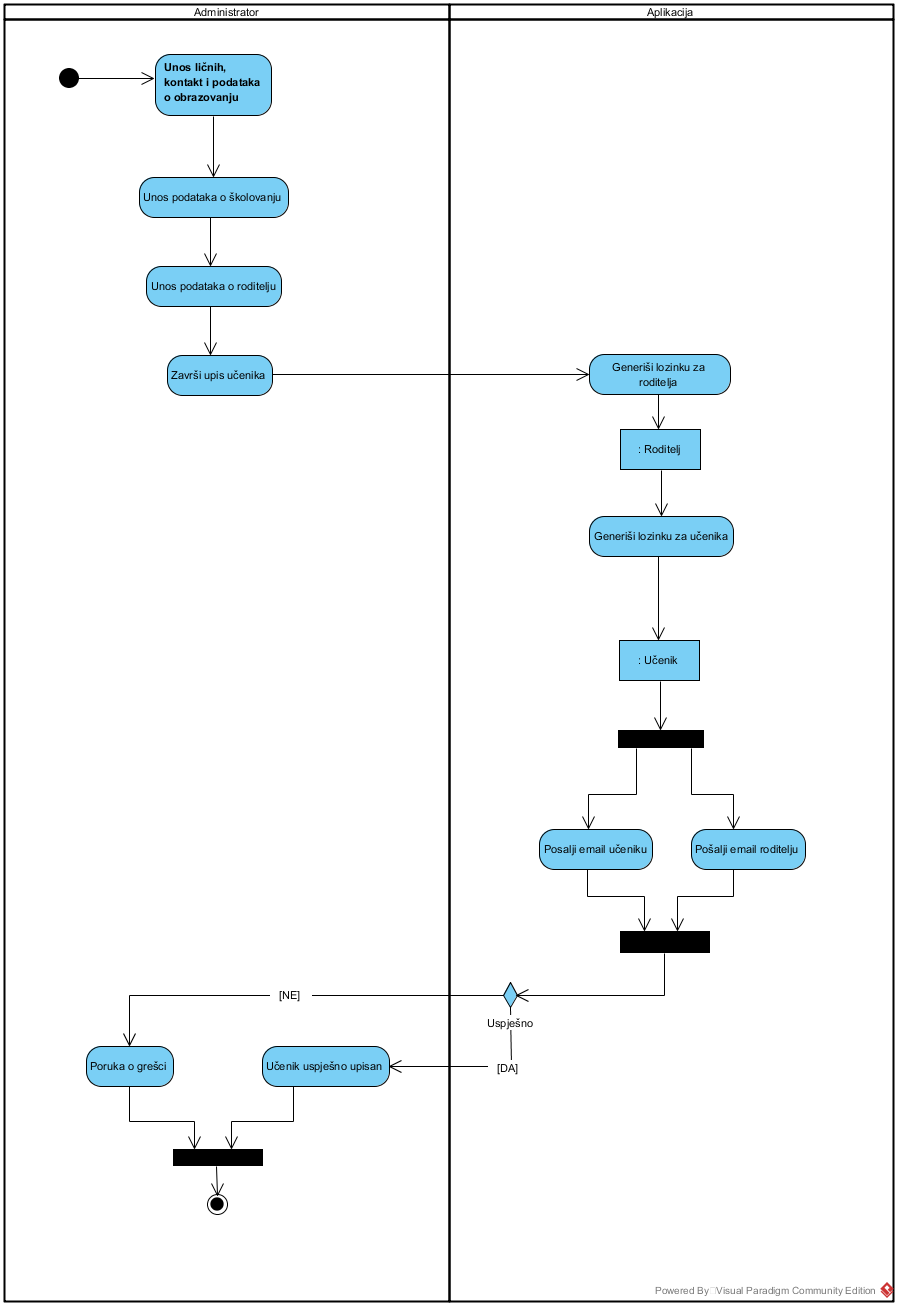 Administrator
Aplikacija
Unos ličnih,
kontakt i podataka
o obrazovanju
Unos podataka o školovanju
Unos podataka o roditelju
Završi upis učenika
Generiši lozinku za
roditelja
: Roditelj
Generiši lozinku za učenika
: Učenik
Posalji email učeniku
Pošalji email roditelju
[NE]
Uspješno
Poruka o grešci
Učenik uspješno upisan
[DA]
Powered By Visual Paradigm Community Edition